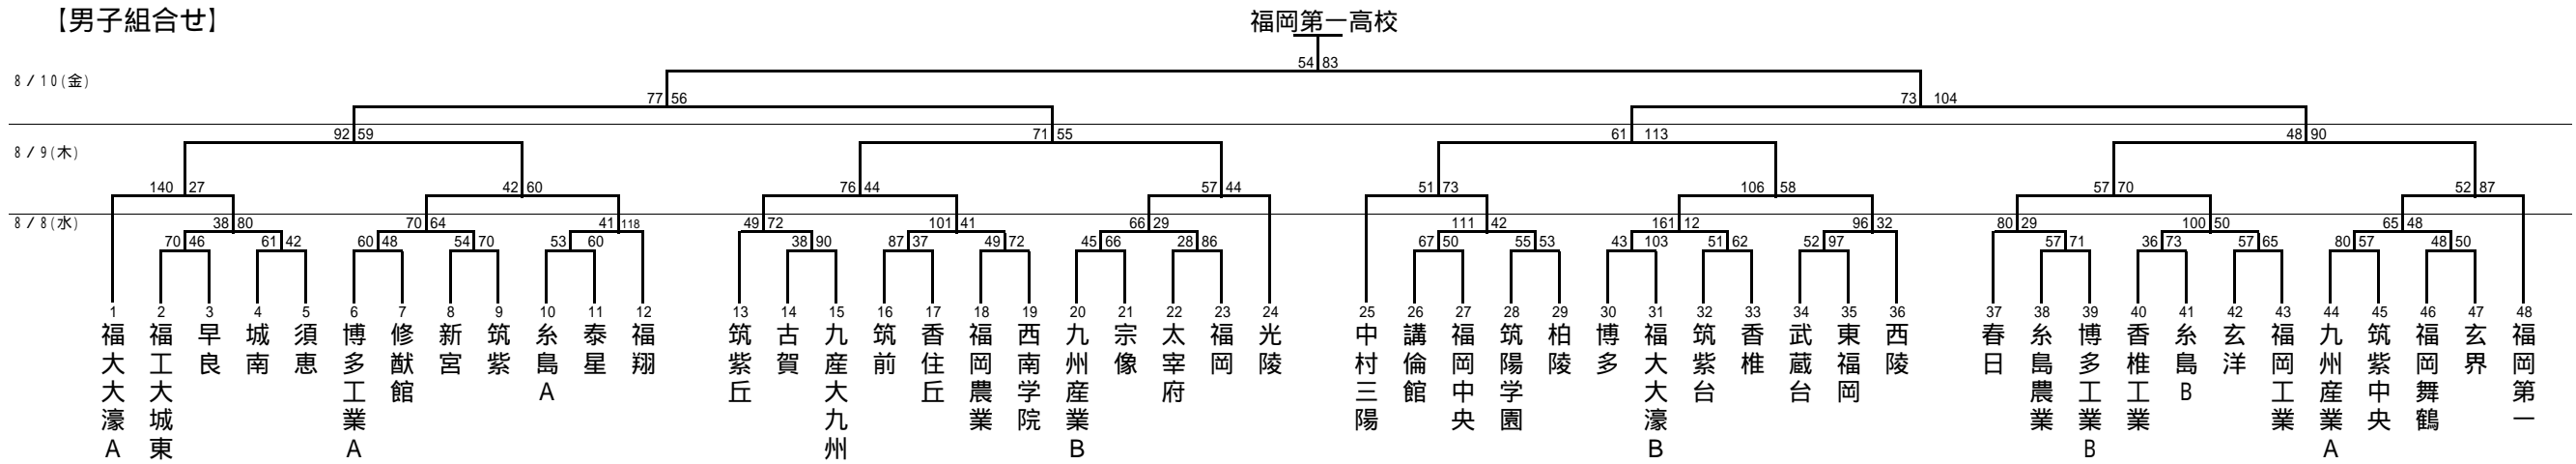 【男子組合せ】
福岡第一高校
54 83
8/10(金)
77 56
73 104
92 59
71 55
61 113
48 90
8/9(木)
140 27
42 60
76 44
57 44
51 73
106 58
57 70
52 87
8/8(水)
38 80
70 64
41 118
49 72
101 41
66 29
111 42
161 12
96 32
80 29
100 50
65 48
70 46
61 42
60 48
54 70
53 60
38 90
87 37
49 72
45 66
28 86
67 50
55 53
43 103
51 62
52 97
57 71
36 73
57 65
80 57
48 50
1 福大大濠A
2 福工大城東
3 早良
4 城南
5 須恵
6 博多工業A
7 修猷館
8 新宮
9 筑紫
10 糸島A
11 泰星
12 福翔
13 筑紫丘
14 古賀
15 九産大九州
16 筑前
17 香住丘
18 福岡農業
19 西南学院
20 九州産業B
21 宗像
22 太宰府
23 福岡
24 光陵
25 中村三陽
26 講倫館
27 福岡中央
28 筑陽学園
29 柏陵
30 博多
31 福大大濠B
32 筑紫台
33 香椎
34 武蔵台
35 東福岡
36 西陵
37 春日
38 糸島農業
39 博多工業B
40 香椎工業
41 糸島B
42 玄洋
43 福岡工業
44 九州産業A
45 筑紫中央
46 福岡舞鶴
47 玄界
48 福岡第一